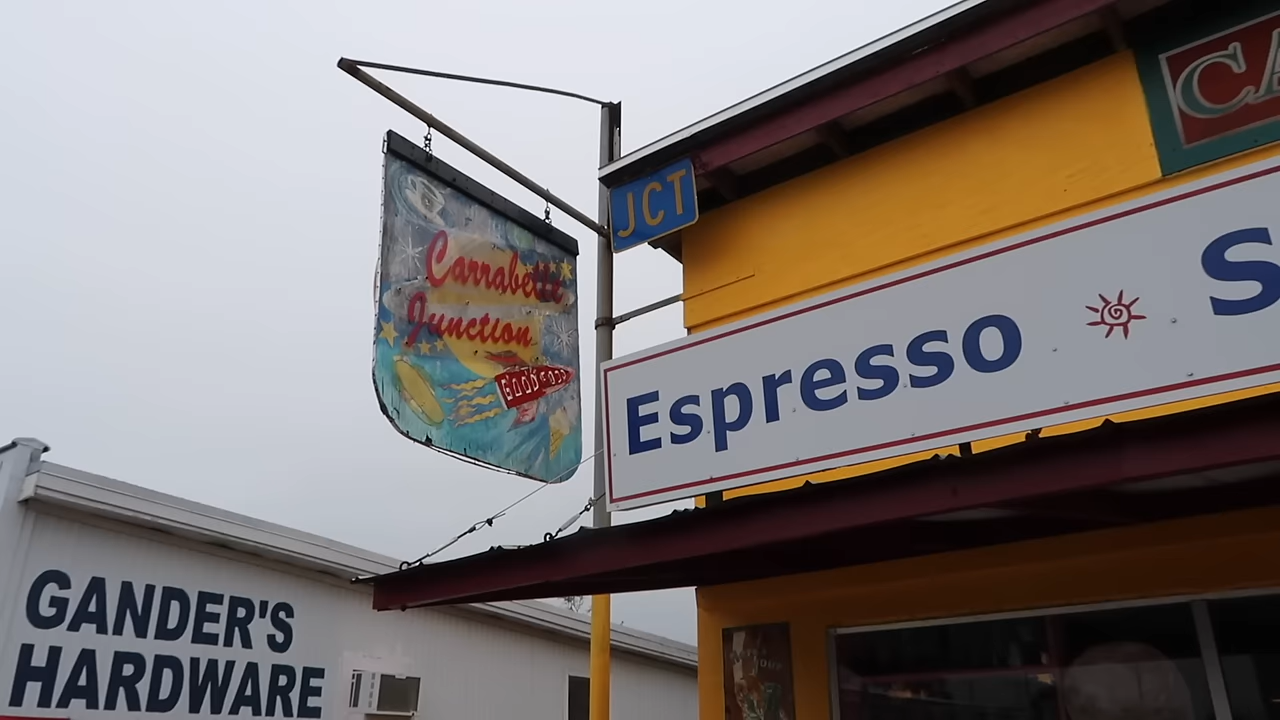 Carrabelle
Junction
GOOD FOOD
JCT
CA
Espresso S
GANDER'S
HARDWARE